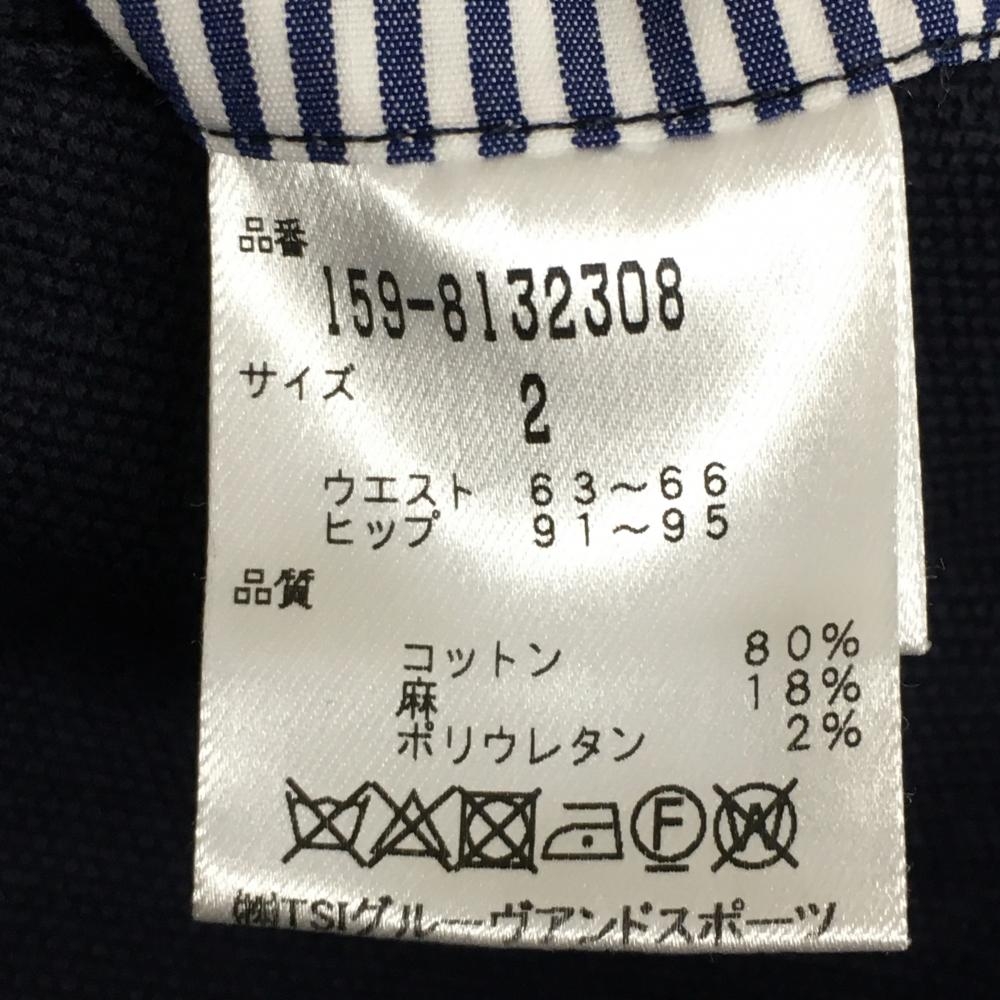 品番
159-8132308
サイズ
2
ウエスト 63～66
ヒップ 91～95
品質
コットン 80%
麻 18%
ポリウレタン 2%
F W
㈱TSIグルーヴアンドスポーツ